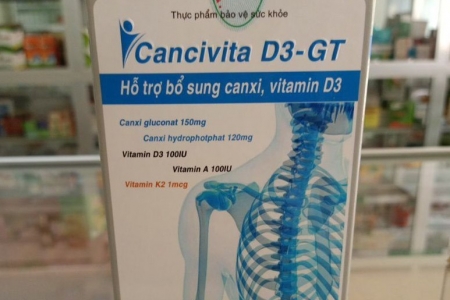 Thực phẩm bảo vệ sức khỏe
Cancivita D3-GT
Hỗ trợ bổ sung canxi, vitamin D3
Canxi gluconat 150mg
Canxi hydrophotphat 120mg
Vitamin D3 100IU
Vitamin A 100IU
Vitamin K2 1mcg